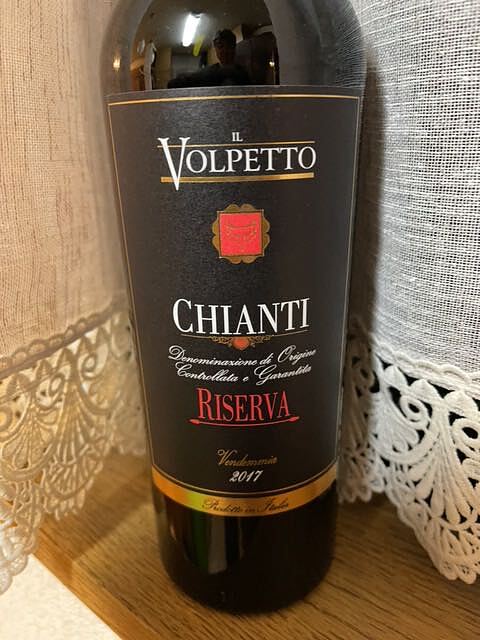 IL
VOLPETTO
CHIANTI
Denominazione di Origine
Controllata e Garantita
RISERVA
Vendemmia
2017
Prodotto in Italia